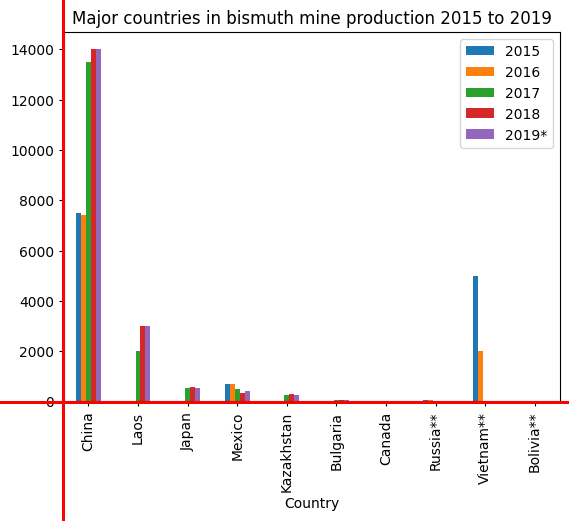 Major countries in bismuth mine production 2015 to 2019
14000
12000
10000
8000
6000
4000
2000
0
2015
2016
2017
2018
2019*
China
Laos
Japan
Mexico
Kazakhstan
Bulgaria
Canada
Russia**
Vietnam**
Bolivia**
Country